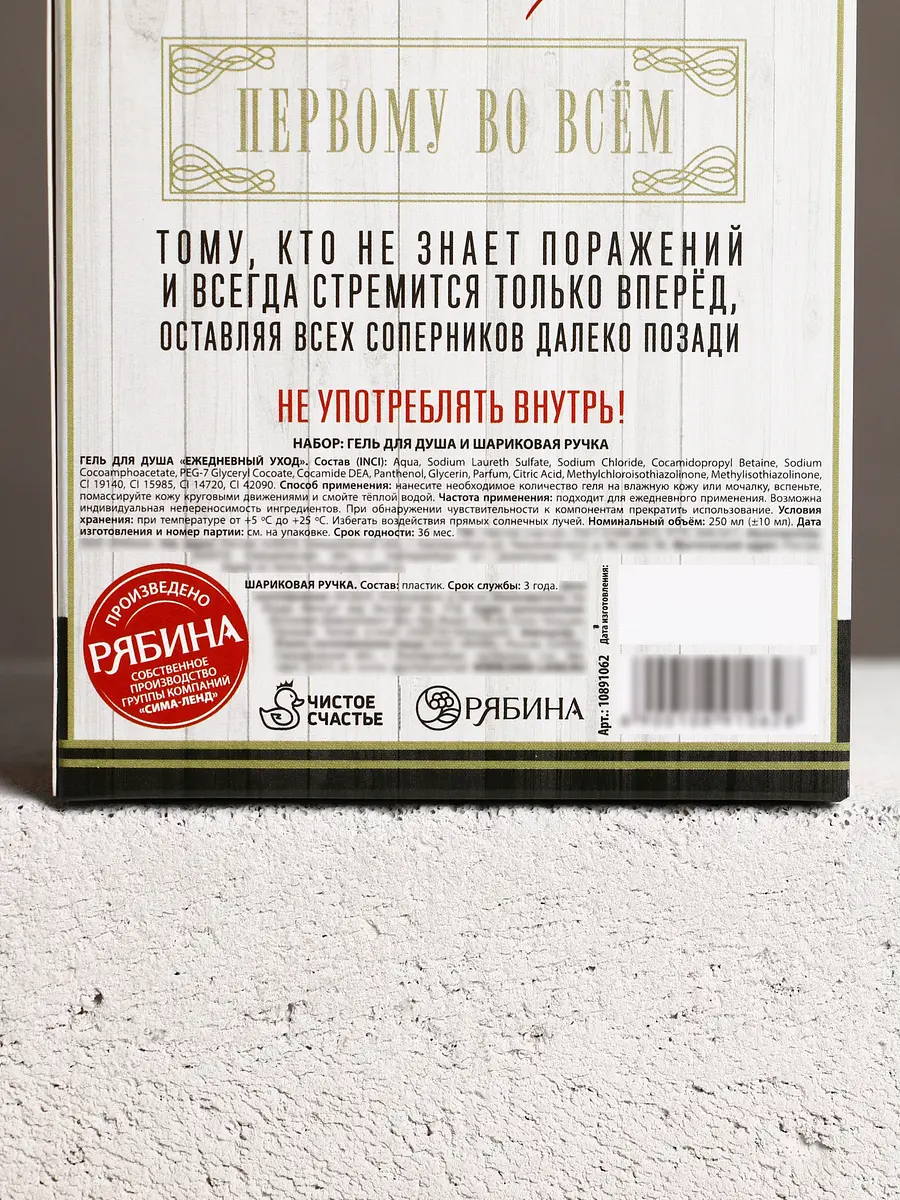 ПЕРВОМУ ВО ВСЁМ
ТОМУ, КТО НЕ ЗНАЕТ ПОРАЖЕНИЙ
И ВСЕГДА СТРЕМИТСЯ ТОЛЬКО ВПЕРЁД,
ОСТАВЛЯЯ ВСЕХ СОПЕРНИКОВ ДАЛЕКО ПОЗАДИ
НЕ УПОТРЕБЛЯТЬ ВНУТРЬ!
НАБОР: ГЕЛЬ ДЛЯ ДУША И ШАРИКОВАЯ РУЧКА
ГЕЛЬ ДЛЯ ДУША «ЕЖЕДНЕВНЫЙ УХОД». Состав (INCI): Aqua, Sodium Laureth Sulfate, Sodium Chloride, Cocamidopropyl Betaine, Sodium
Cocoamphoacetate, PEG-7 Glyceryl Cocoate, Cocamide DEA, Panthenol, Glycerin, Parfum, Citric Acid, Methylchloroisothiazolinone, Methylisothiazolinone,
CI 19140, CI 15985, CI 14720, CI 42090. Способ применения: нанесите необходимое количество геля на влажную кожу или мочалку, вспеньте,
помассируйте кожу круговыми движениями и смойте тёплой водой. Частота применения: подходит для ежедневного применения. Возможна
индивидуальная непереносимость ингредиентов. При обнаружении чувствительности к компонентам прекратить использование. Условия
хранения: при температуре от +5 °С до +25 °С. Избегать воздействия прямых солнечных лучей. Номинальный объём: 250 мл (±10 мл). Дата
изготовления и номер партии: см. на упаковке. Срок годности: 36 мес.
ПРОИЗВЕДЕНО
РЯБИНА
СОБСТВЕННОЕ
ПРОИЗВОДСТВО
ГРУППЫ КОМПАНИЙ
«СИМА-ЛЕНД»
ШАРИКОВАЯ РУЧКА. Состав: пластик. Срок службы: 3 года.
ЧИСТОЕ
СЧАСТЬЕ
РЯБИНА
Арт.: 10891062
Дата изготовления: